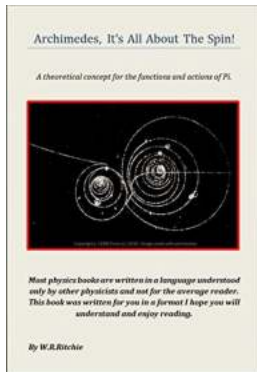 Archimedes, It's All About The Spin!
A theoretical concept for the functions and actions of Pi.
Most physics books are written in a language understood
only by other physicists and not for the average reader.
This book was written for you in a format I hope you will
understand and enjoy reading.
By W.R.Ritchie